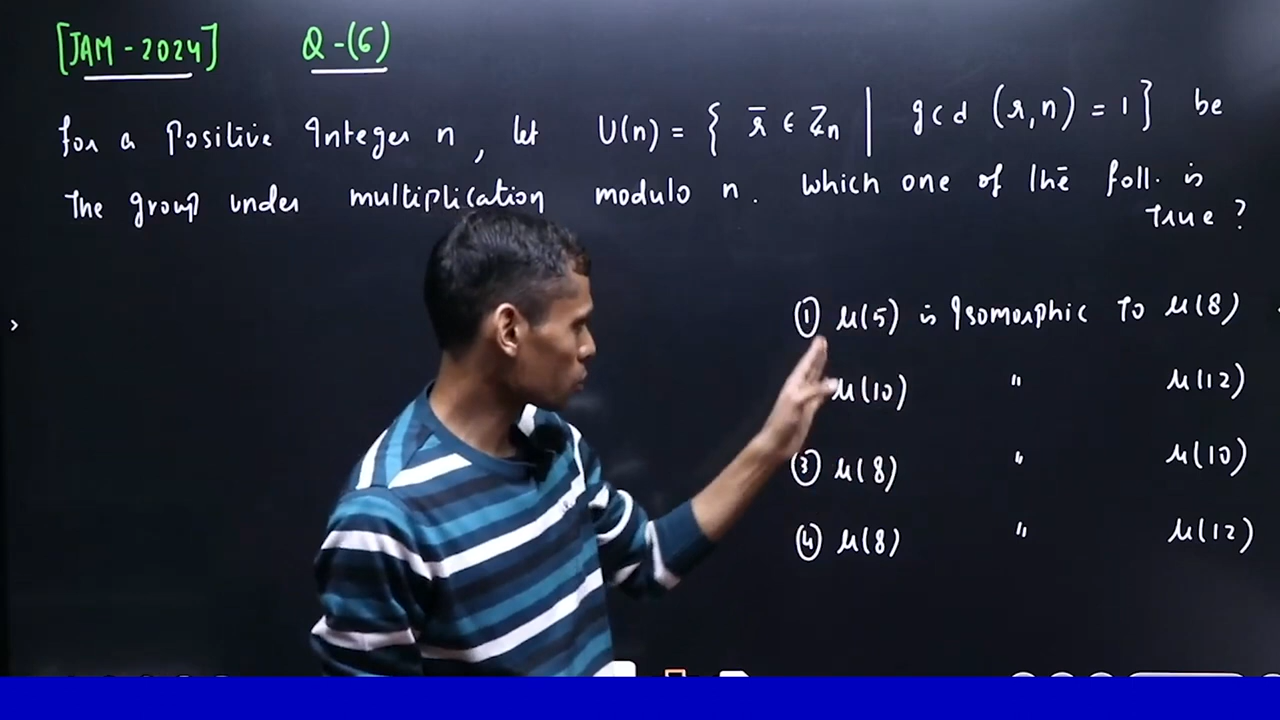 [JAM - 2024] Q-(6)
for a Positive Integer n, let U(n) = { r̄ ∈ Zn | gcd (r,n) = 1 } be
The group under multiplication modulo n. Which one of the foll. is
True ?
① u(5) is Isomorphic To u(8)
u(10) " u(12)
③ u(8) " u(10)
④ u(8) " u(12)